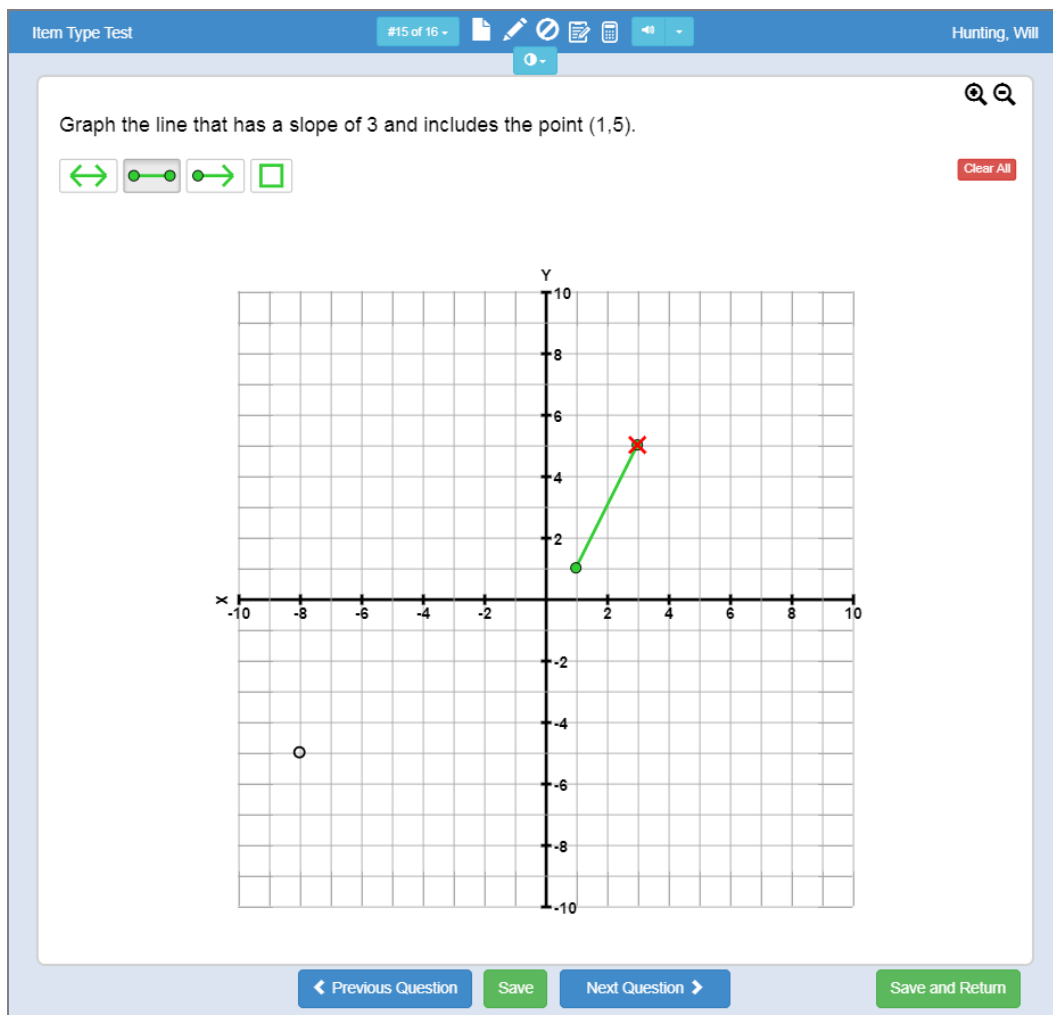 Item Type Test
#15 of 16
Hunting, Will
Graph the line that has a slope of 3 and includes the point (1,5).
Clear All
Y
10
8
6
4
2
X
-10 -8 -6 -4 -2 2 4 6 8 10
-2
-4
-6
-8
-10
Previous Question
Save
Next Question
Save and Return